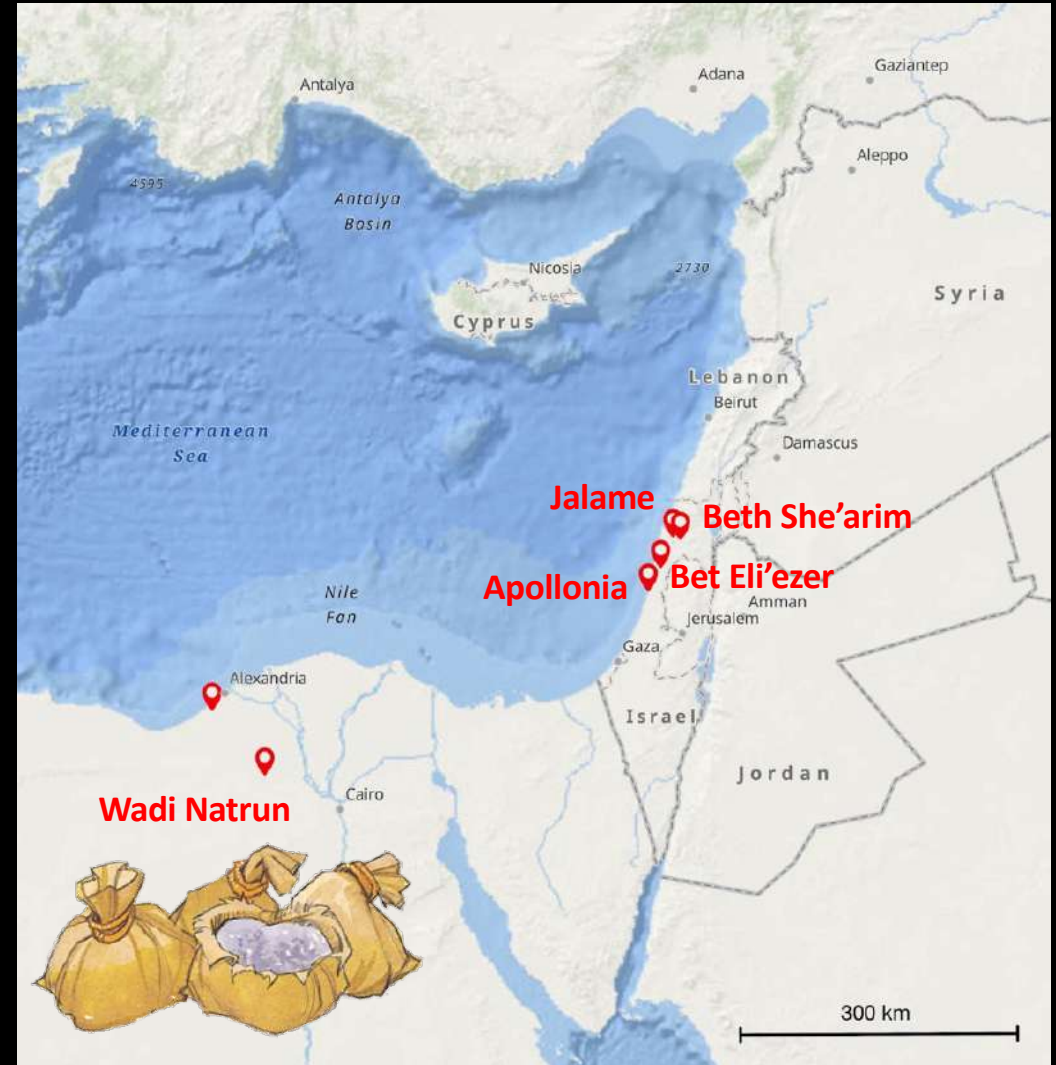 Gaziantep
Adana
Antalya
Aleppo
4595
Antalya
Basin
Nicosia
2730
Syria
Cyprus
Lebanon
Beirut
Mediterranean
Sea
Damascus
Jalame
Beth She’arim
Apollonia
Bet Eli’ezer
Nile
Fan
Amman
Jerusalem
Gaza
Alexandria
Israel
Jordan
Cairo
Wadi Natrun
300 km